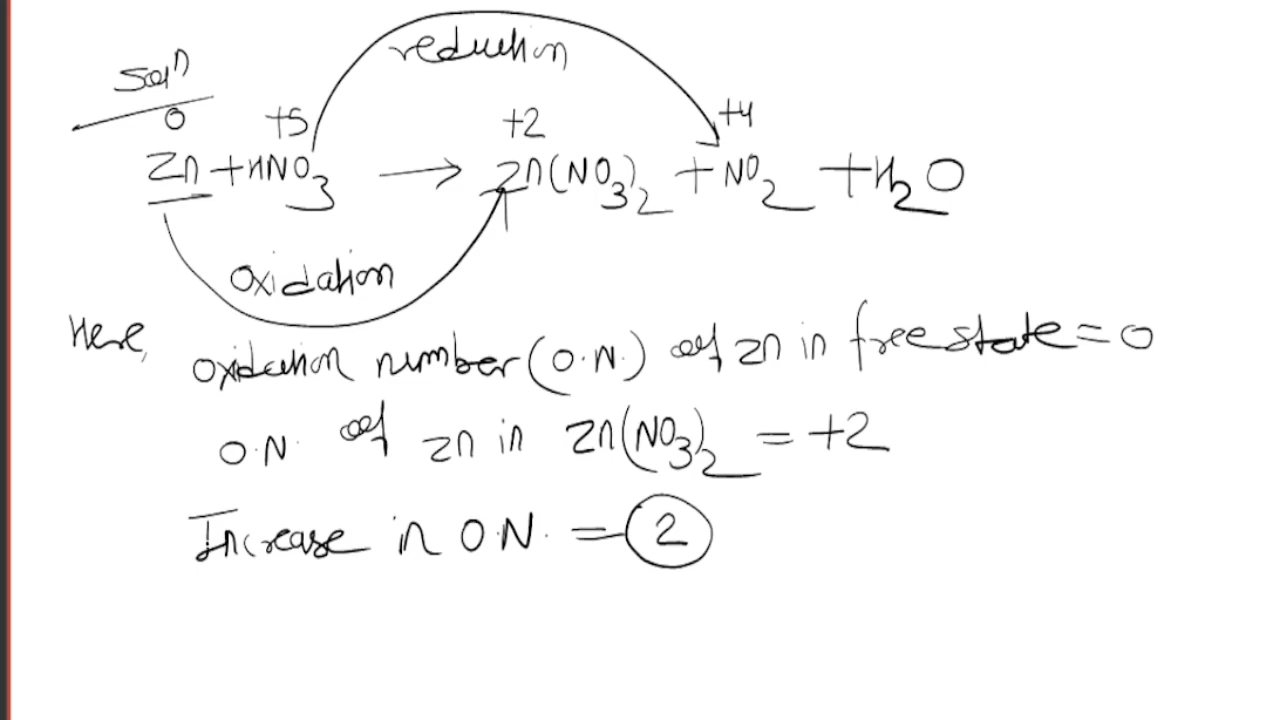 Solⁿ
reduction
0 +5 +2 +4
Zn + HNO₃ → Zn(NO₃)₂ + NO₂ + H₂O
oxidation
Here,
oxidation number (O.N.) of Zn in free state = 0
O.N. of Zn in Zn(NO₃)₂ = +2
Increase in O.N. = 2